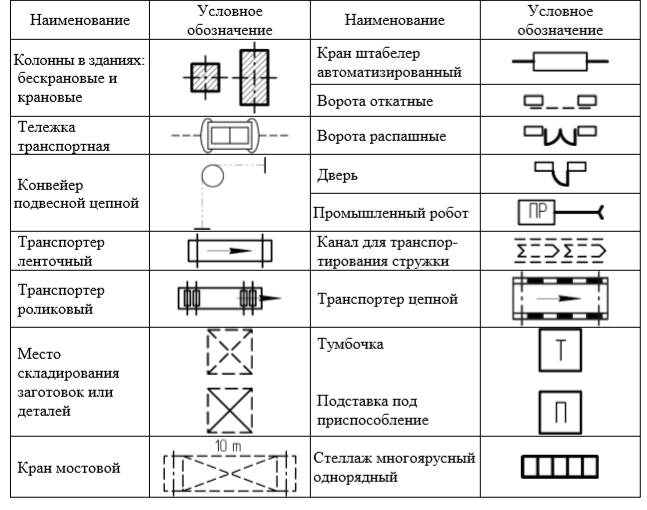 Наименование
Условное
обозначение
Наименование
Условное
обозначение
Колонны в зданиях:
бескрановые и
крановые
Кран штабелер
автоматизированный
Ворота откатные
Тележка
транспортная
Ворота распашные
Конвейер
подвесной цепной
Дверь
Промышленный робот
ПР
Транспортер
ленточный
Канал для транспор-
тирования стружки
Транспортер
роликовый
Транспортер цепной
Место
складирования
заготовок или
деталей
Тумбочка
Т
Подставка под
приспособление
П
Кран мостовой
10 m
Стеллаж многоярусный
однорядный